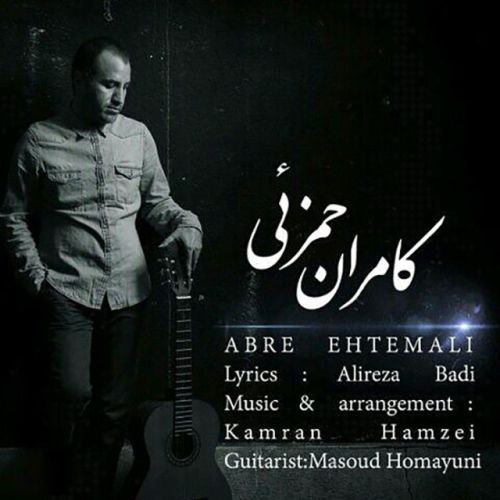 کامران حمزئی
ABRE EHTEMALI
Lyrics : Alireza Badi
Music & arrangement :
Kamran Hamzei
Guitarist:Masoud Homayuni